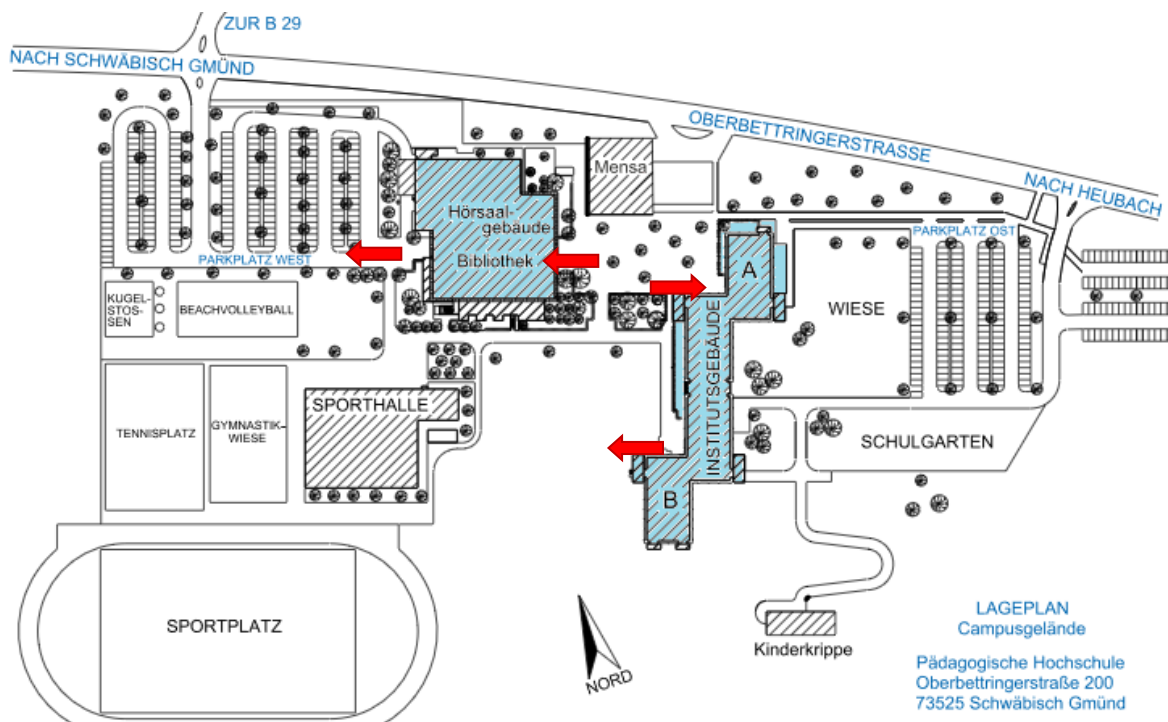 ZUR B 29
NACH SCHWÄBISCH GMÜND
OBERBETTRINGERSTRASSE
NACH HEUBACH
Mensa
Hörsaal-
gebäude
Bibliothek
PARKPLATZ WEST
PARKPLATZ OST
A
KUGEL-
STOS-
SEN
BEACHVOLLEYBALL
WIESE
INSTITUTSGEBÄUDE
SPORTHALLE
TENNISPLATZ
GYMNASTIK-
WIESE
SCHULGARTEN
B
SPORTPLATZ
NORD
Kinderkrippe
LAGEPLAN
Campusgelände
Pädagogische Hochschule
Oberbettringerstraße 200
73525 Schwäbisch Gmünd